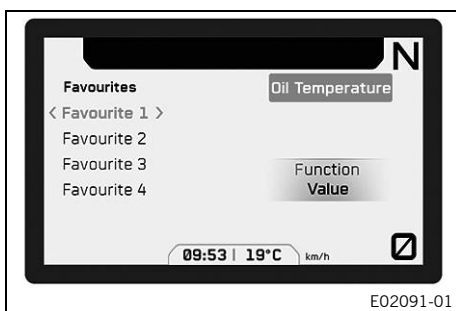 N
Favourites
Oil Temperature
< Favourite 1 >
Favourite 2
Favourite 3
Favourite 4
Function
Value
09:53 | 19°C km/h
0
E02091-01